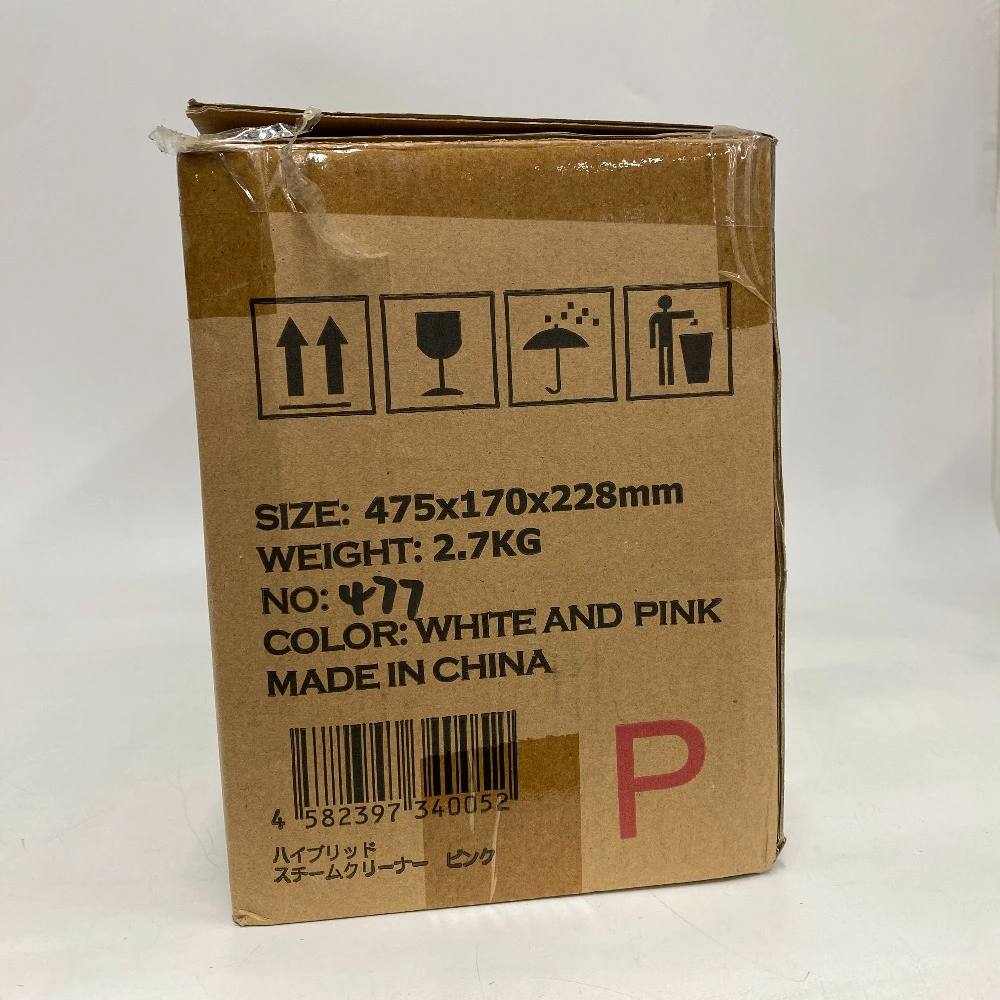 SIZE: 475x170x228mm
WEIGHT: 2.7KG
NO: 477
COLOR: WHITE AND PINK
MADE IN CHINA
4 582397 340052
P
ハイブリッド
スチームクリーナー ピンク